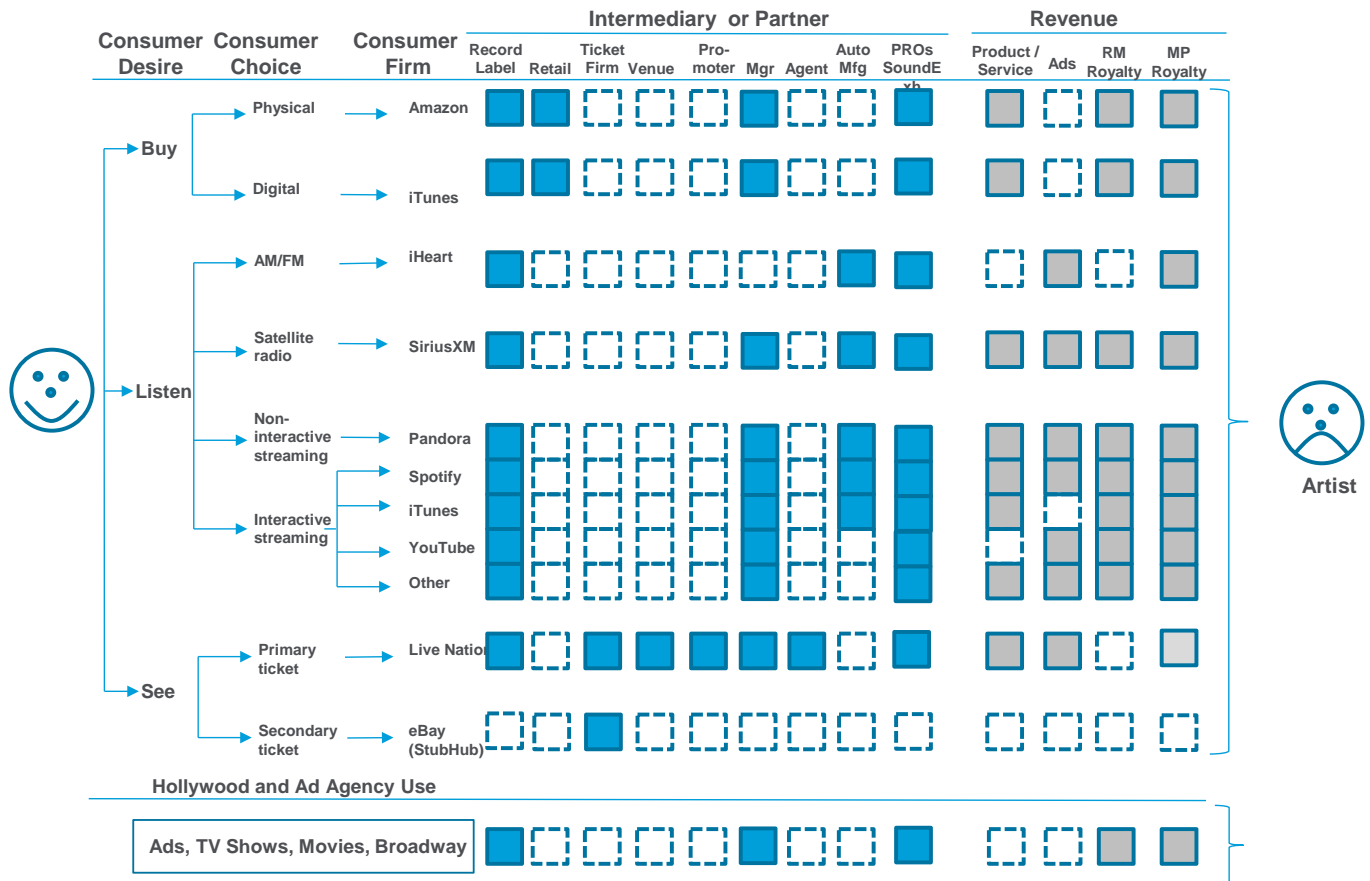 Intermediary or Partner
Revenue
Consumer Desire
Consumer Choice
Consumer Firm
Record Label
Retail
Ticket Firm
Venue
Pro-
moter
Mgr
Agent
Auto Mfg
PROs
SoundE
xh
Product / Service
Ads
RM Royalty
MP Royalty
Buy
Physical
Amazon
Digital
iTunes
Listen
AM/FM
iHeart
Satellite
radio
SiriusXM
Non-
interactive
streaming
Pandora
Interactive
streaming
Spotify
iTunes
YouTube
Other
See
Primary
ticket
Live Nation
Secondary
ticket
eBay
(StubHub)
Artist
Hollywood and Ad Agency Use
Ads, TV Shows, Movies, Broadway